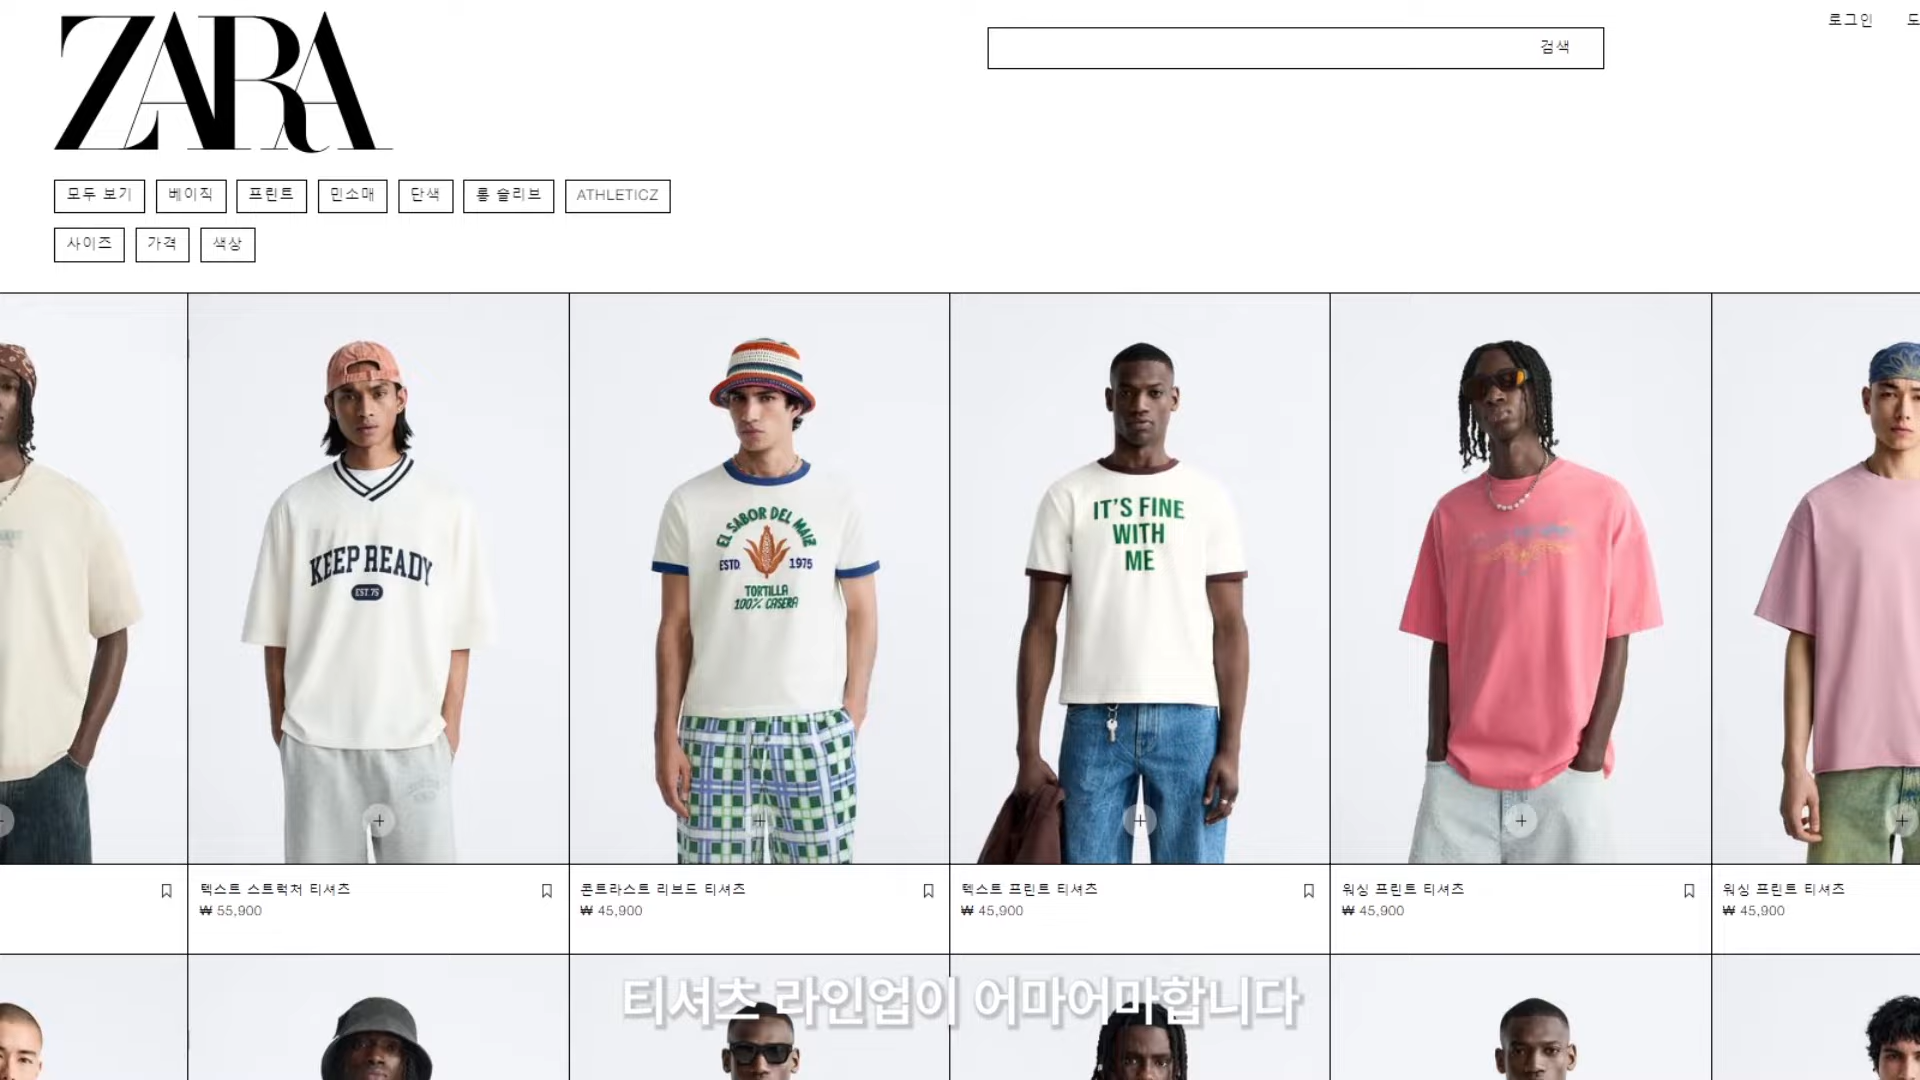 ZARA
검색
로그인
모두 보기
베이직
프린트
민소매
단색
롱 슬리브
ATHLETICZ
사이즈
가격
색상
KEEP READY
EST. 75
EL SABOR DEL MAIZ
ESTD. 1975
TORTILLA
100% CASERA
IT'S FINE
WITH
ME
텍스트 스트럭처 티셔츠
₩ 55,900
콘트라스트 리브드 티셔츠
₩ 45,900
텍스트 프린트 티셔츠
₩ 45,900
워싱 프린트 티셔츠
₩ 45,900
워싱 프린트 티셔츠
₩ 45,900
티셔츠 라인업이 어마어마합니다